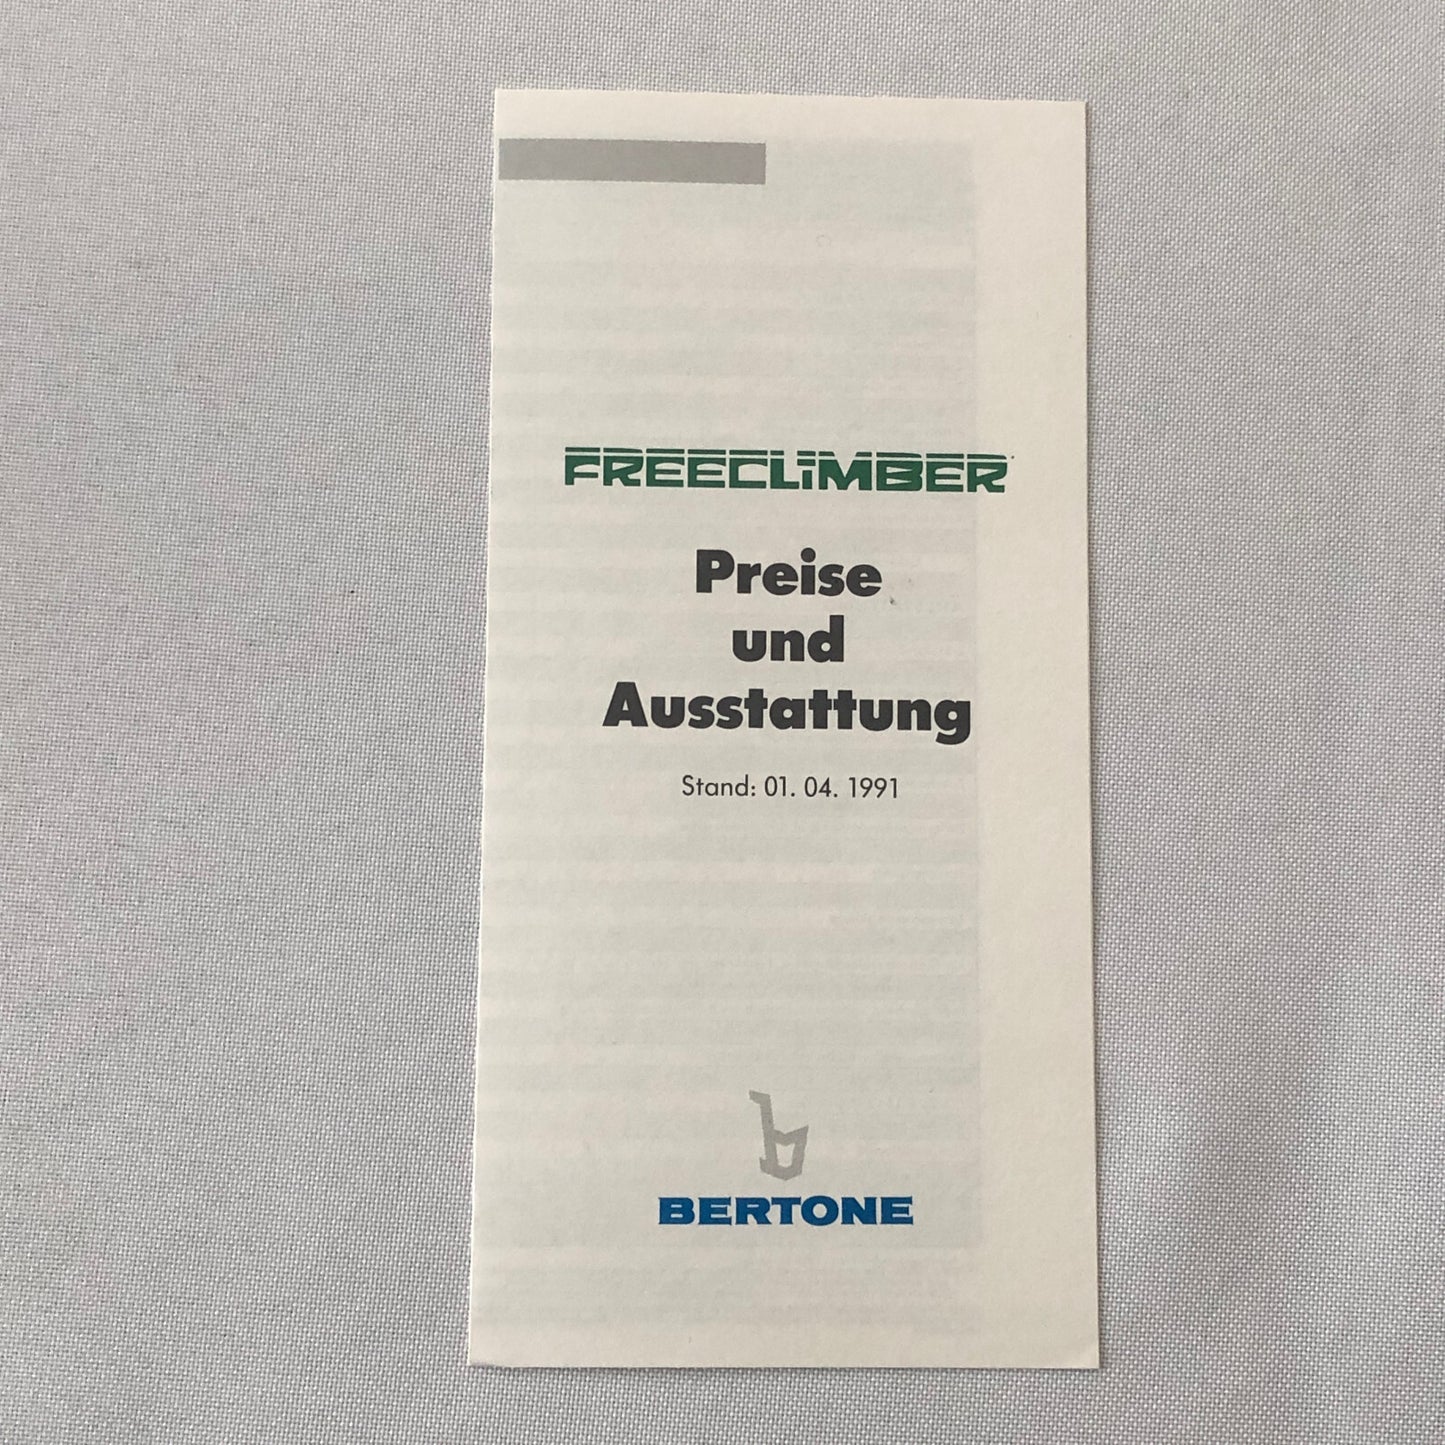 FREECLIMBER
Preise
und
Ausstattung
Stand: 01. 04. 1991
b
BERTONE